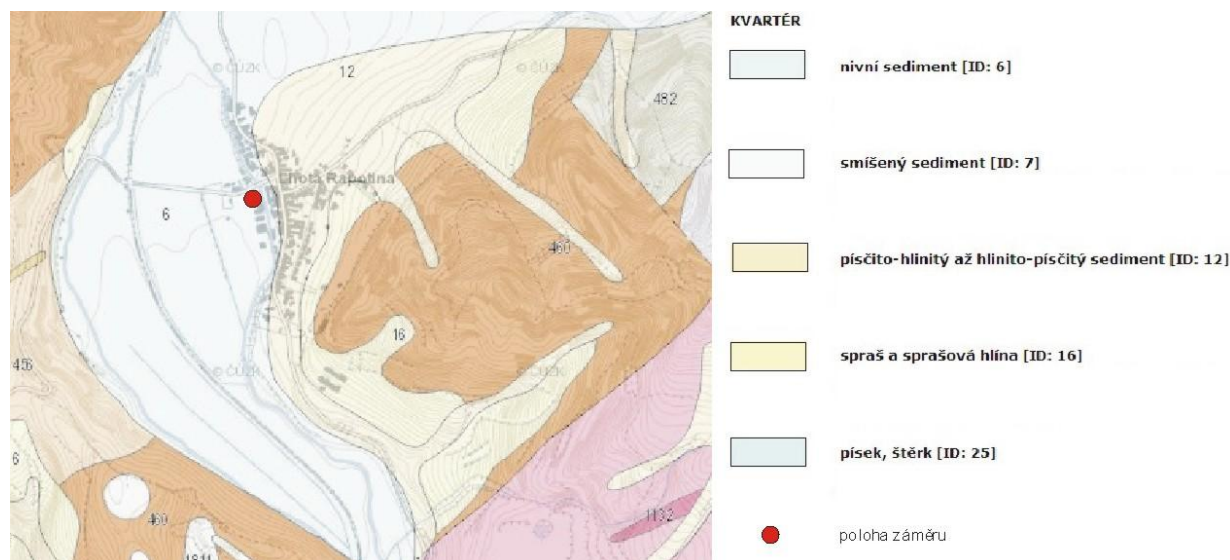 KVARTÉR
nivní sediment [ID: 6]
smíšený sediment [ID: 7]
písčito-hlinitý až hlinito-písčitý sediment [ID: 12]
spraš a sprašová hlína [ID: 16]
písek, štěrk [ID: 25]
poloha záměru
© ČÚZK
© ČÚZK
12
482
Lhota Rapotina
6
460
16
456
© ČÚZK
© ČÚZK
6
460
1132